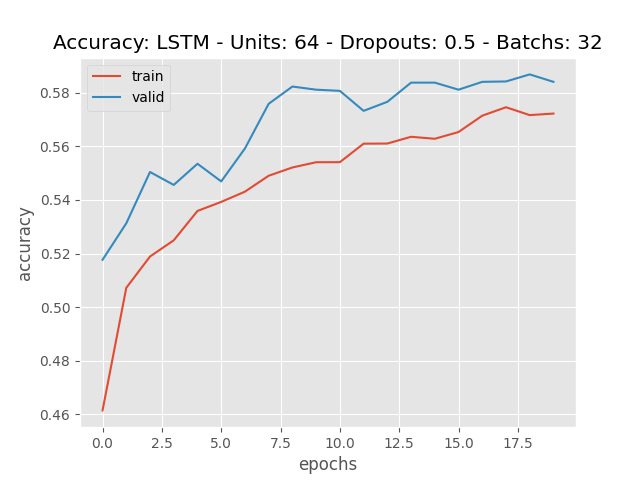 Accuracy: LSTM - Units: 64 - Dropouts: 0.5 - Batchs: 32
train
valid
accuracy
0.58
0.56
0.54
0.52
0.50
0.48
0.46
0.0 2.5 5.0 7.5 10.0 12.5 15.0 17.5
epochs